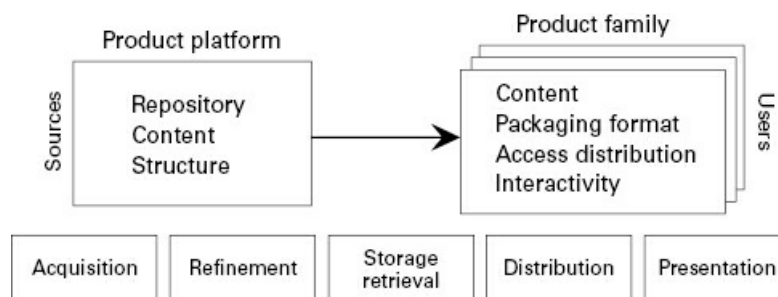 Product platform
Product family
Sources
Repository
Content
Structure
Content
Packaging format
Access distribution
Interactivity
Users
Acquisition
Refinement
Storage
retrieval
Distribution
Presentation